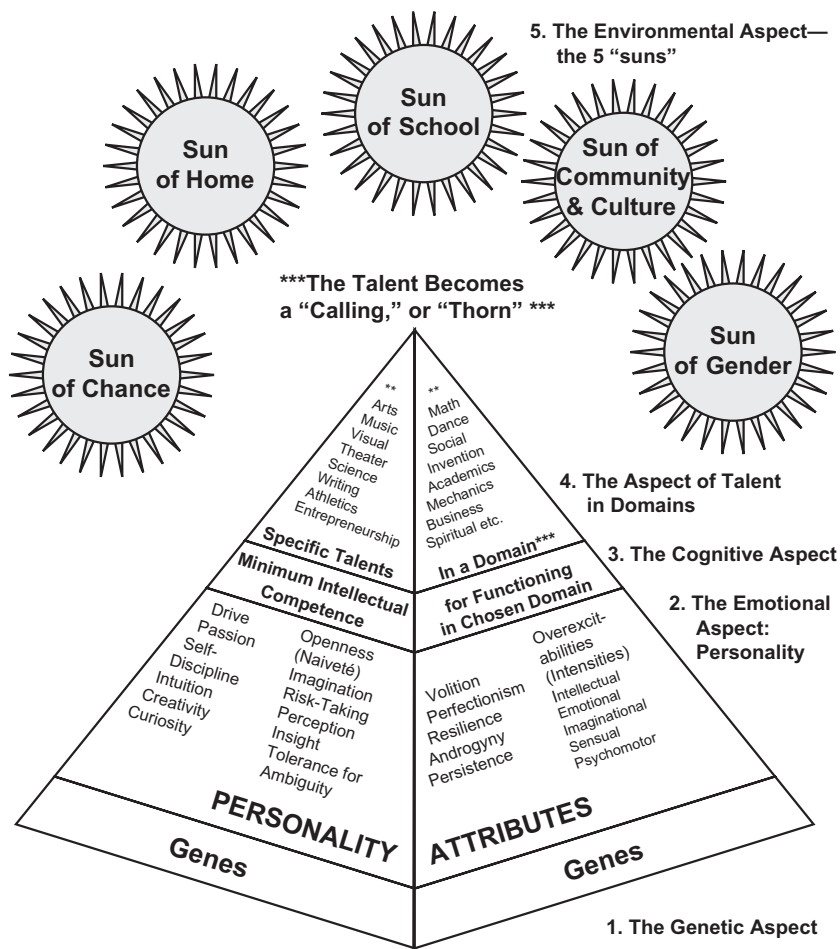 5. The Environmental Aspect—
the 5 “suns”
Sun
of School
Sun
of Home
Sun of
Community
& Culture
Sun
of Chance
Sun
of Gender
***The Talent Becomes
a “Calling,” or “Thorn” ***
**
Arts
Music
Visual
Theater
Science
Writing
Athletics
Entrepreneurship
Specific Talents
**
Math
Dance
Social
Invention
Academics
Mechanics
Business
Spiritual etc.
In a Domain***
4. The Aspect of Talent
in Domains
3. The Cognitive Aspect
Minimum Intellectual
Competence
for Functioning
in Chosen Domain
2. The Emotional
Aspect:
Personality
Drive
Passion
Self-
Discipline
Intuition
Creativity
Curiosity
Openness
(Naiveté)
Imagination
Risk-Taking
Perception
Insight
Tolerance for
Ambiguity
Volition
Perfectionism
Resilience
Androgyny
Persistence
Overexcit-
abilities
(Intensities)
Intellectual
Emotional
Imaginational
Sensual
Psychomotor
PERSONALITY
ATTRIBUTES
Genes
Genes
1. The Genetic Aspect